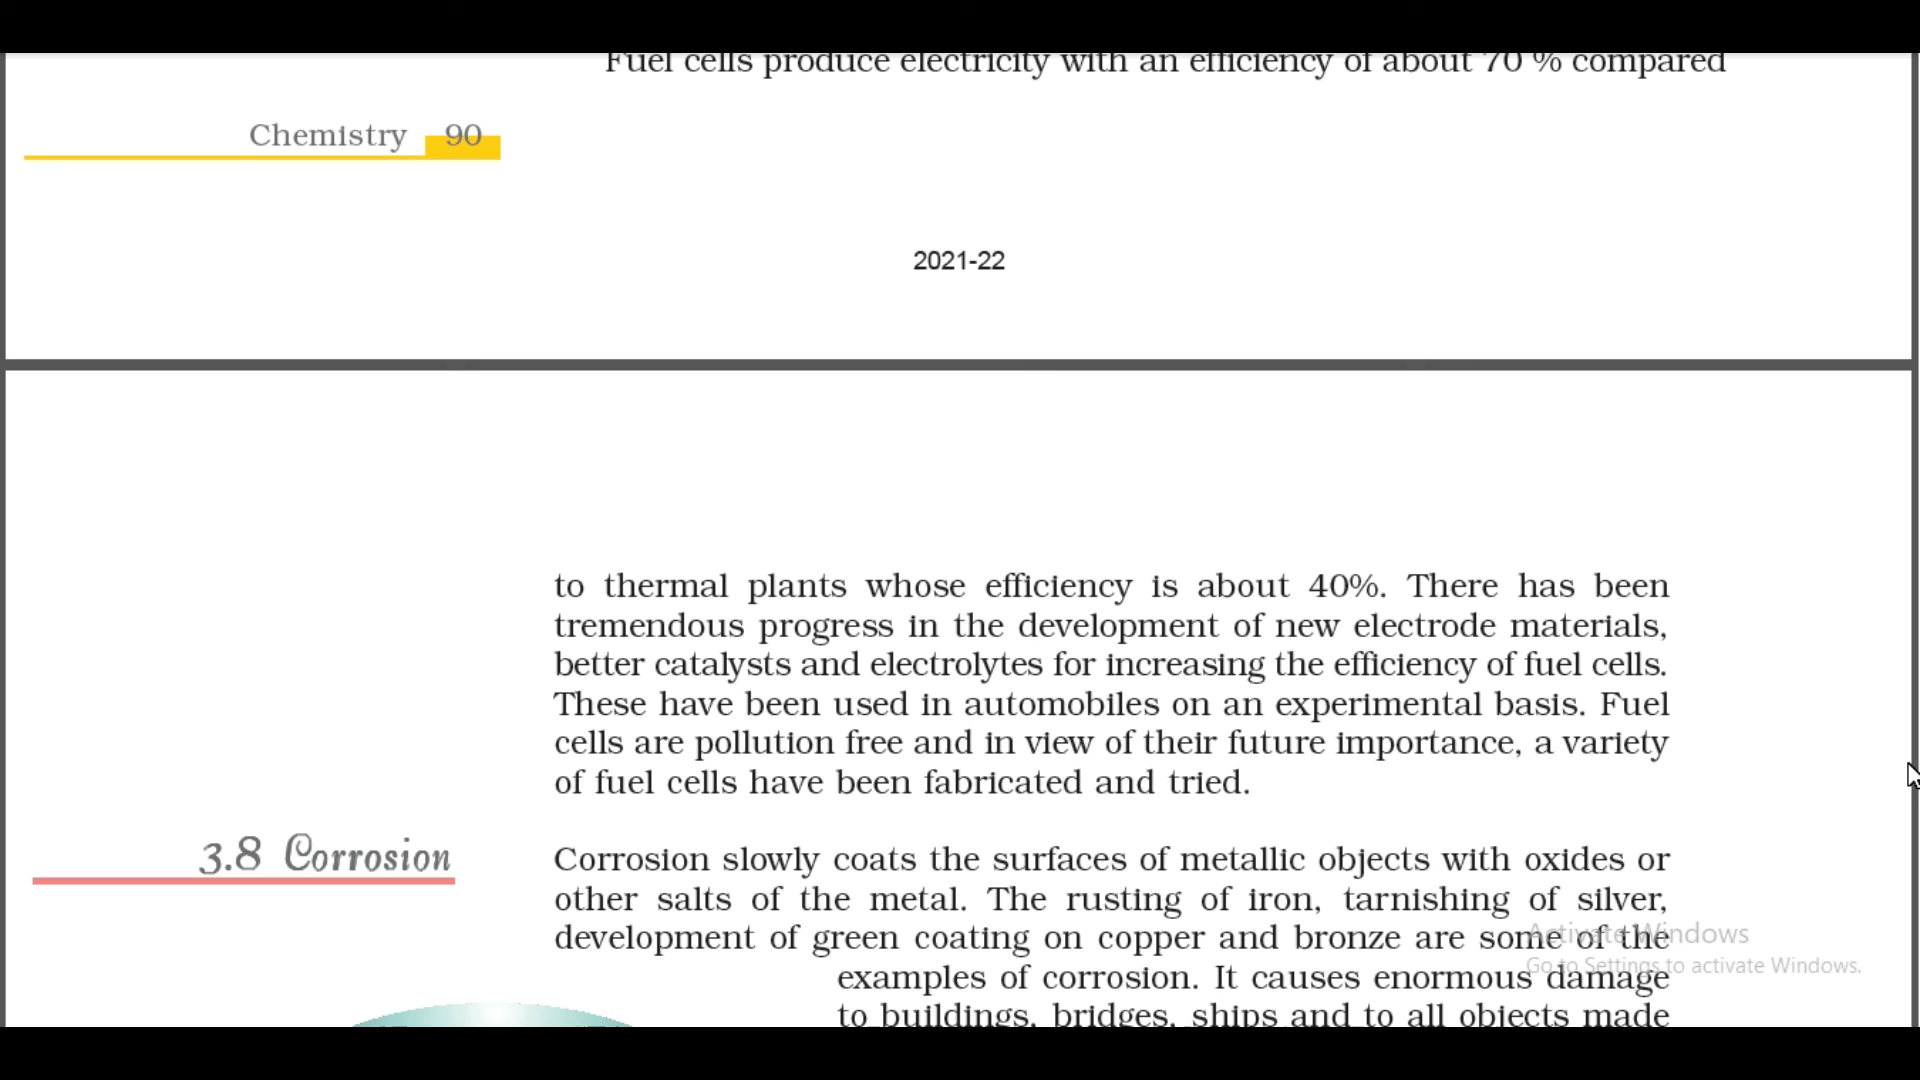 Fuel cells produce electricity with an efficiency of about 70 % compared
Chemistry 90
2021-22
to thermal plants whose efficiency is about 40%. There has been
tremendous progress in the development of new electrode materials,
better catalysts and electrolytes for increasing the efficiency of fuel cells.
These have been used in automobiles on an experimental basis. Fuel
cells are pollution free and in view of their future importance, a variety
of fuel cells have been fabricated and tried.
3.8 Corrosion
Corrosion slowly coats the surfaces of metallic objects with oxides or
other salts of the metal. The rusting of iron, tarnishing of silver,
development of green coating on copper and bronze are some of the
examples of corrosion. It causes enormous damage
to buildings, bridges, ships and to all objects made
Activate Windows
Go to Settings to activate Windows.